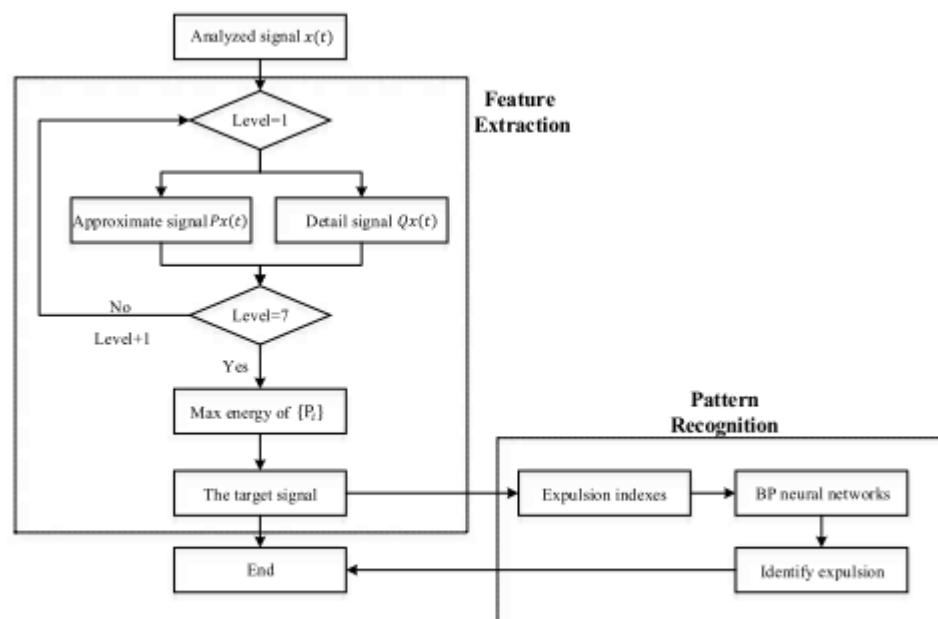 Analyzed signal x(t)
Feature
Extraction
Level=1
Approximate signal Px(t)
Detail signal Qx(t)
No
Level=7
Level+1
Yes
Max energy of {Pᵢ}
Pattern
Recognition
The target signal
Expulsion indexes
BP neural networks
End
Identify expulsion